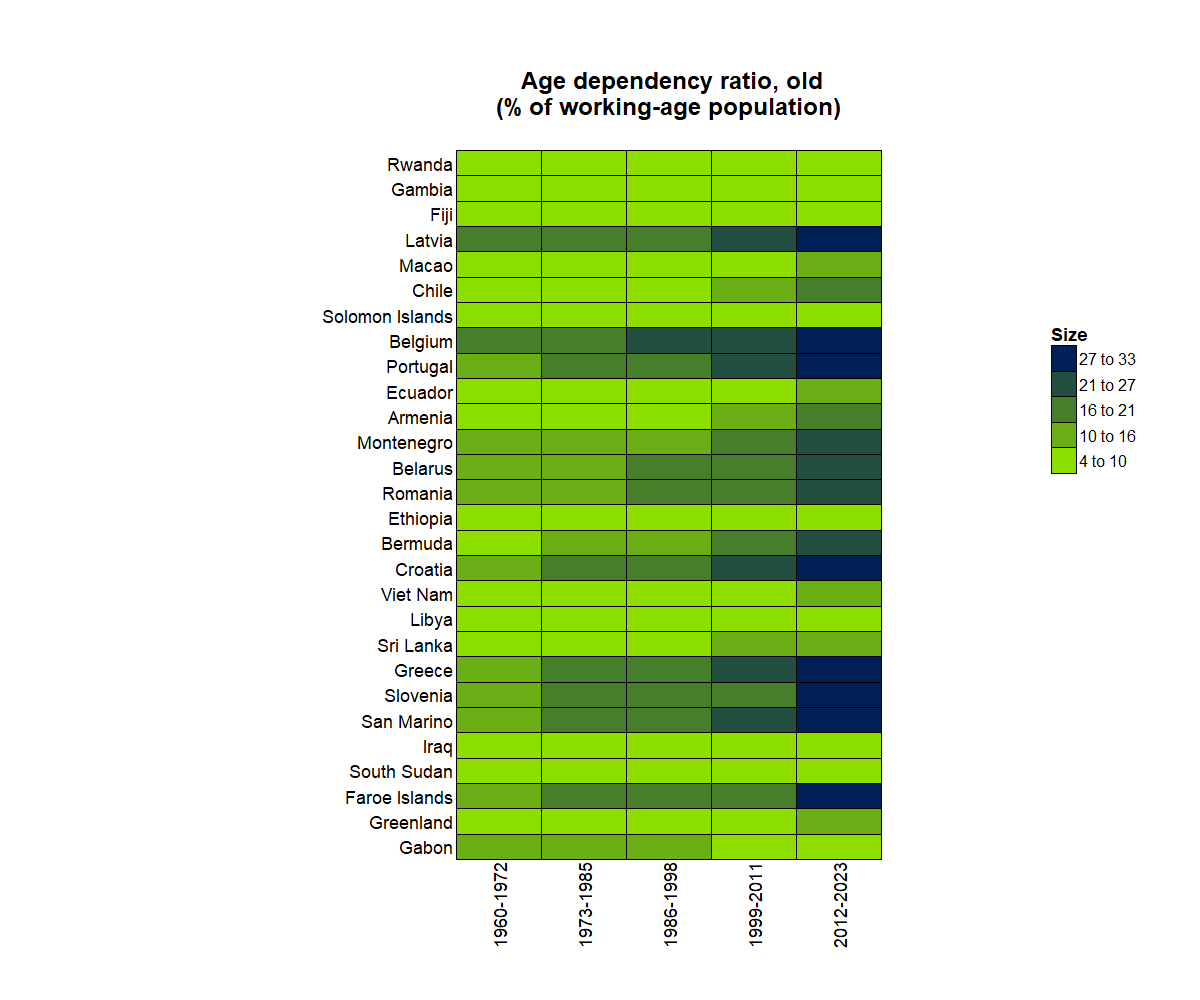 Age dependency ratio, old
(% of working-age population)
Rwanda
Gambia
Fiji
Latvia
Macao
Chile
Solomon Islands
Belgium
Portugal
Ecuador
Armenia
Montenegro
Belarus
Romania
Ethiopia
Bermuda
Croatia
Viet Nam
Libya
Sri Lanka
Greece
Slovenia
San Marino
Iraq
South Sudan
Faroe Islands
Greenland
Gabon
1960-1972
1973-1985
1986-1998
1999-2011
2012-2023
Size
27 to 33
21 to 27
16 to 21
10 to 16
4 to 10